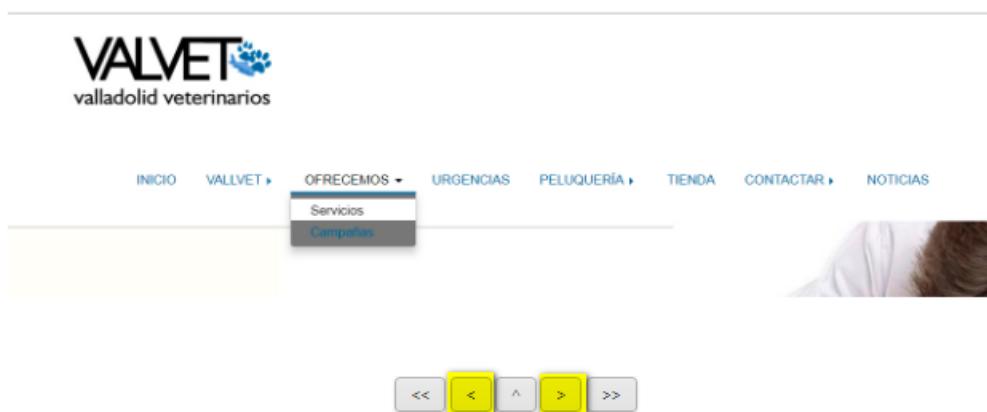 VALVET
valladolid veterinarios
INICIO VALLVET OFRECEMOS URGENCIAS PELUQUERÍA TIENDA CONTACTAR NOTICIAS
Servicios
Campañas
<< < ^ > >>